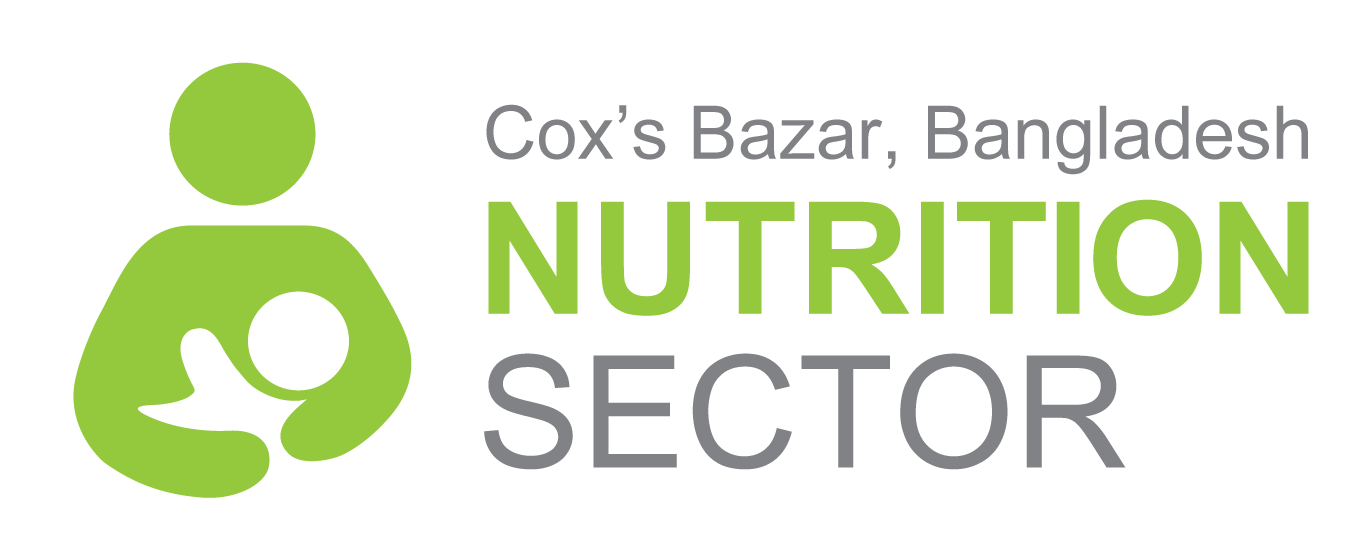 Cox’s Bazar, Bangladesh
NUTRITION
SECTOR